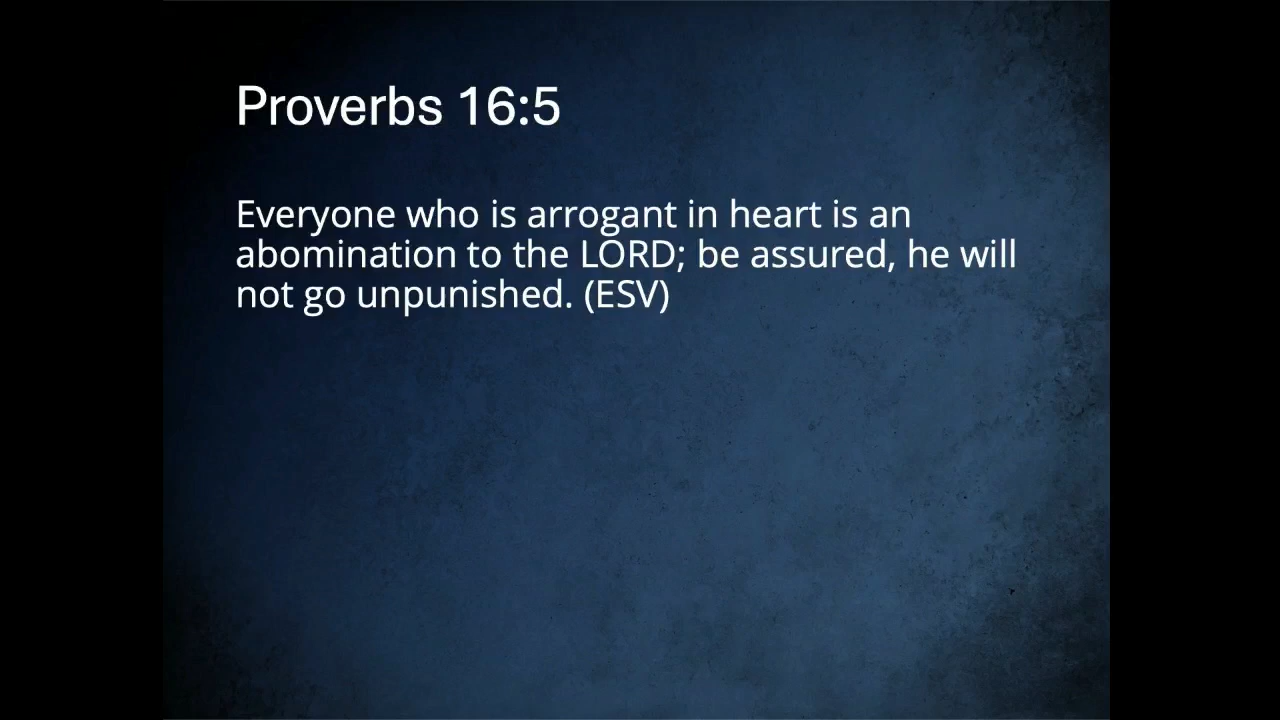 Proverbs 16:5
Everyone who is arrogant in heart is an
abomination to the LORD; be assured, he will
not go unpunished. (ESV)